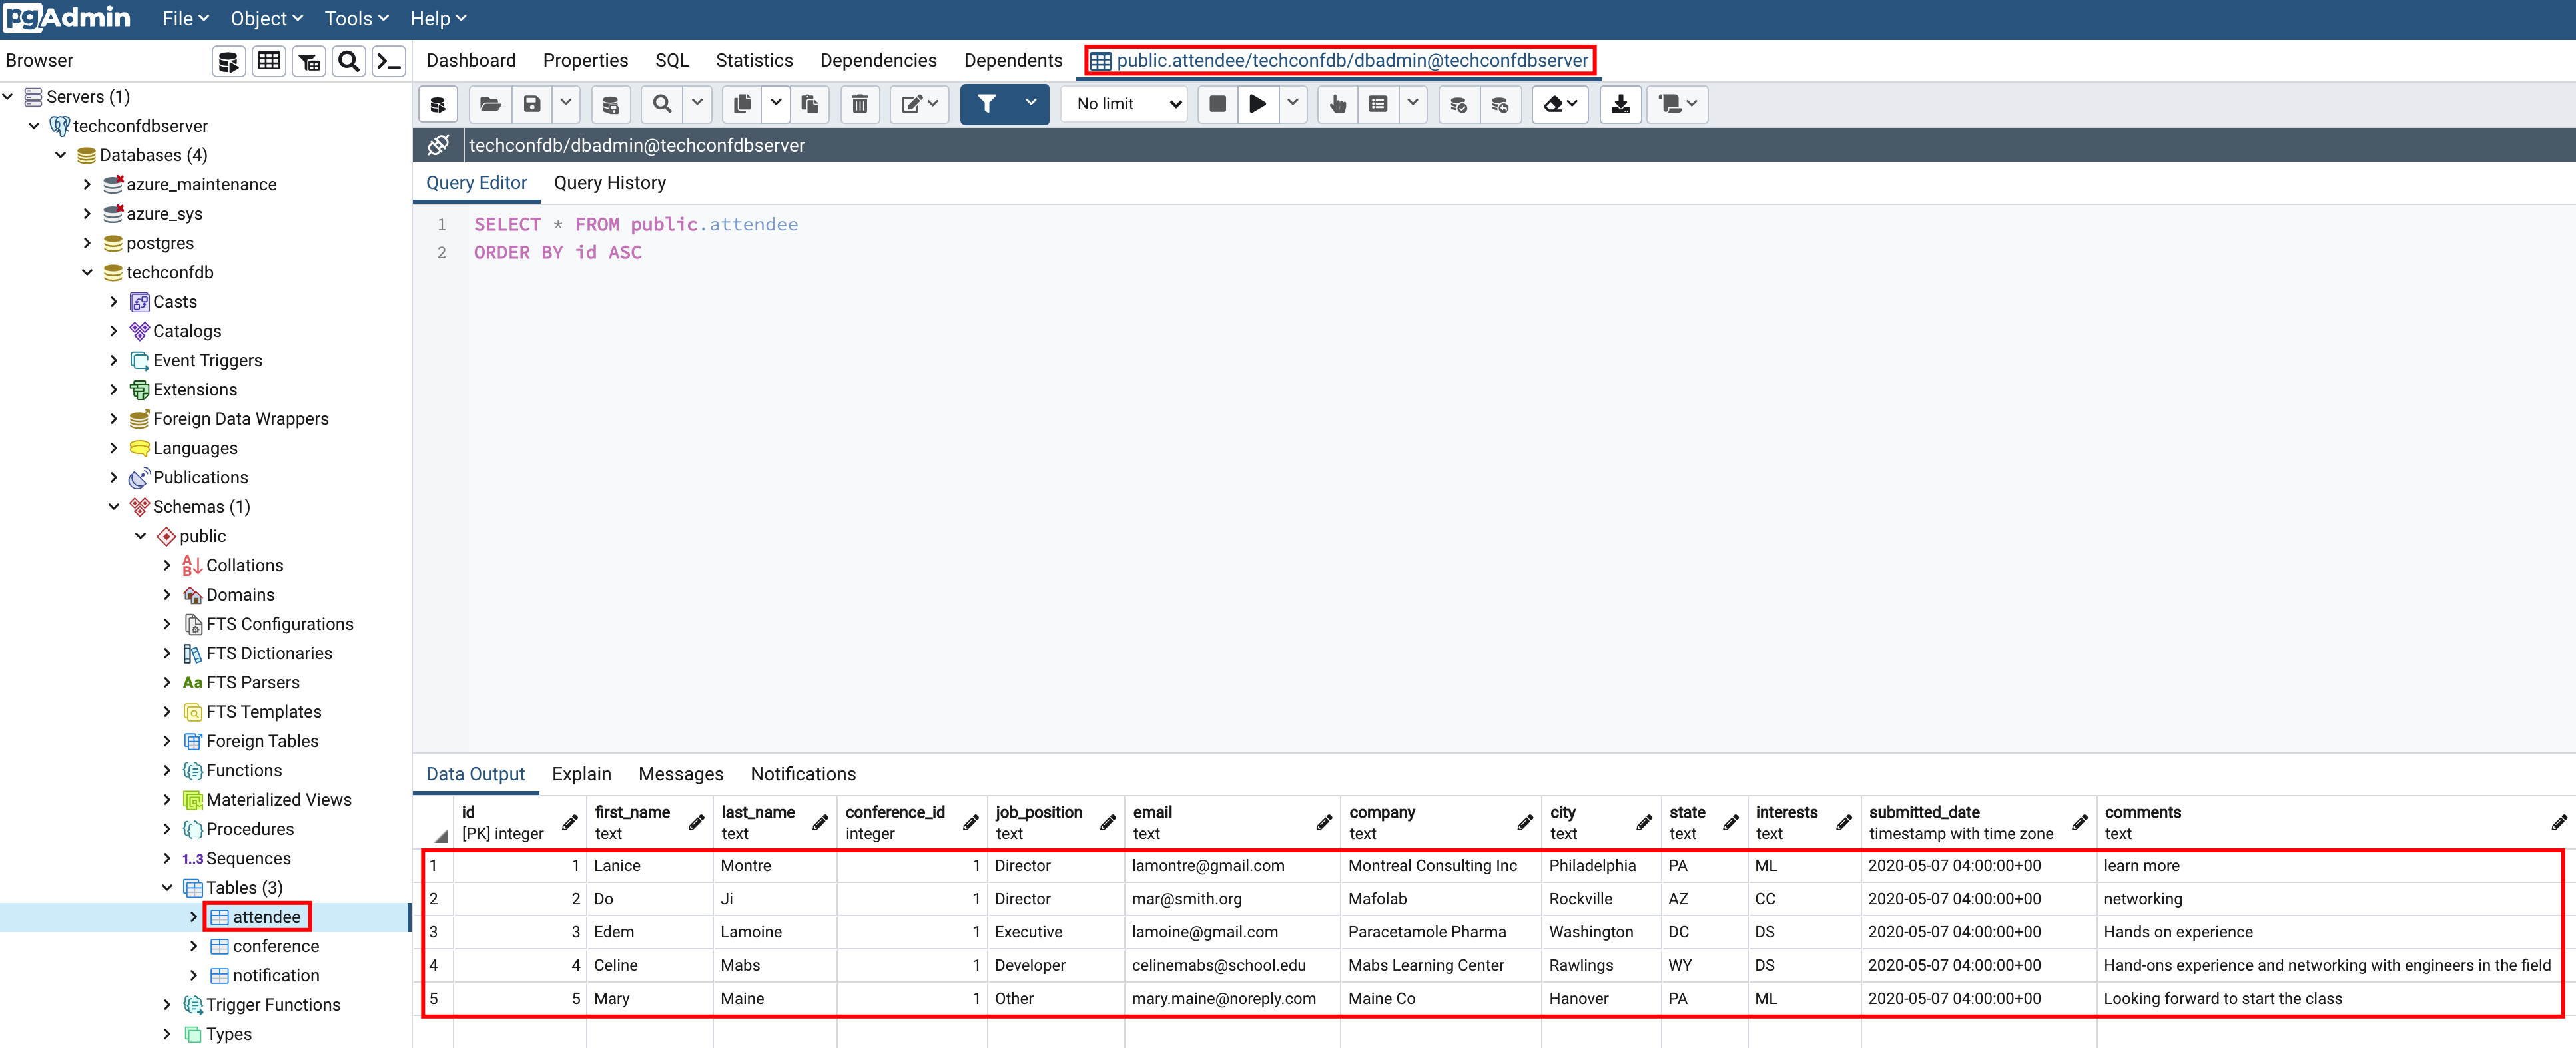 pgAdmin File Object Tools Help
Browser
Dashboard Properties SQL Statistics Dependencies Dependents public.attendee/techconfdb/dbadmin@techconfdbserver
Servers (1)
techconfdbserver
Databases (4)
azure_maintenance
azure_sys
postgres
techconfdb
Casts
Catalogs
Event Triggers
Extensions
Foreign Data Wrappers
Languages
Publications
Schemas (1)
public
Collations
Domains
FTS Configurations
FTS Dictionaries
Aa FTS Parsers
FTS Templates
Foreign Tables
Functions
Materialized Views
Procedures
1..3 Sequences
Tables (3)
attendee
conference
notification
Trigger Functions
Types
No limit
techconfdb/dbadmin@techconfdbserver
Query Editor Query History
1 SELECT * FROM public.attendee
2 ORDER BY id ASC
Data Output Explain Messages Notifications
id first_name last_name conference_id job_position email company city state interests submitted_date comments
[PK] integer text text integer text text text text text text timestamp with time zone text
1 1 Lanice Montre 1 Director lamontre@gmail.com Montreal Consulting Inc Philadelphia PA ML 2020-05-07 04:00:00+00 learn more
2 2 Do Ji 1 Director mar@smith.org Mafolab Rockville AZ CC 2020-05-07 04:00:00+00 networking
3 3 Edem Lamoine 1 Executive lamoine@gmail.com Paracetamole Pharma Washington DC DS 2020-05-07 04:00:00+00 Hands on experience
4 4 Celine Mabs 1 Developer celinemabs@school.edu Mabs Learning Center Rawlings WY DS 2020-05-07 04:00:00+00 Hand-ons experience and networking with engineers in the field
5 5 Mary Maine 1 Other mary.maine@noreply.com Maine Co Hanover PA ML 2020-05-07 04:00:00+00 Looking forward to start the class